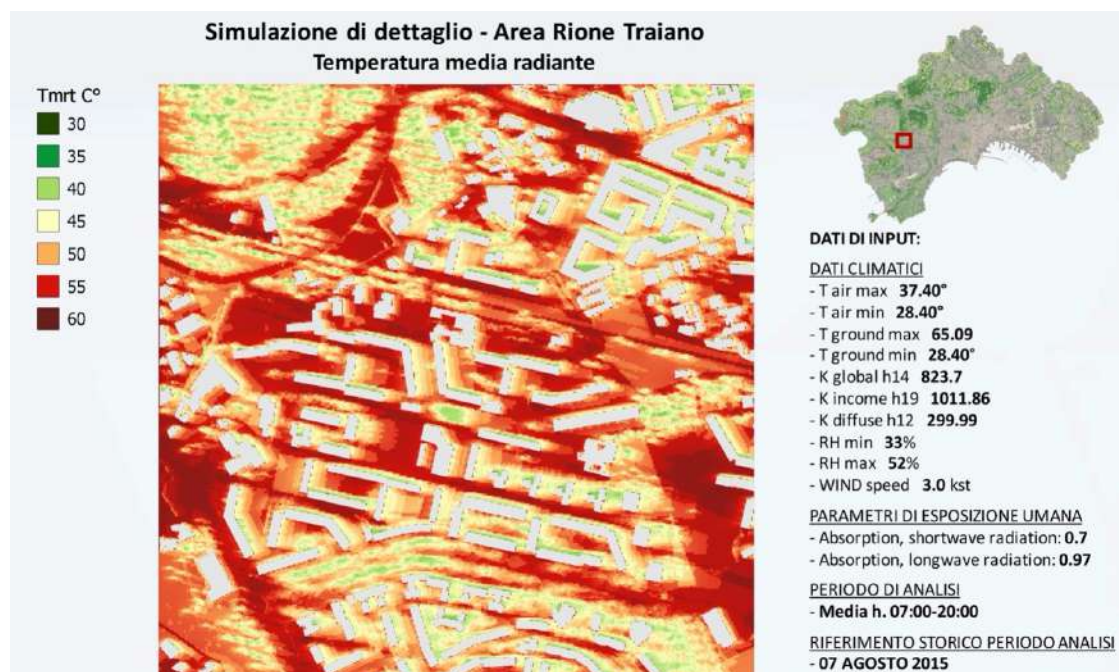 Simulazione di dettaglio - Area Rione Traiano
Temperatura media radiante
Tmrt C°
30
35
40
45
50
55
60
DATI DI INPUT:
DATI CLIMATICI
- T air max 37.40°
- T air min 28.40°
- T ground max 65.09
- T ground min 28.40°
- K global h14 823.7
- K income h19 1011.86
- K diffuse h12 299.99
- RH min 33%
- RH max 52%
- WIND speed 3.0 kst
PARAMETRI DI ESPOSIZIONE UMANA
- Absorption, shortwave radiation: 0.7
- Absorption, longwave radiation: 0.97
PERIODO DI ANALISI
- Media h. 07:00-20:00
RIFERIMENTO STORICO PERIODO ANALISI
- 07 AGOSTO 2015